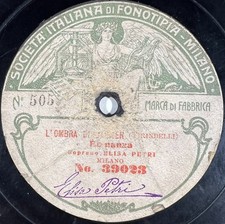 SOCIETÀ ITALIANA DI FONOTIPIA - MILANO
No 505
MARCA DI FABBRICA
L'OMBRA
Romanza
soprano ELISA PETRI
MILANO
No. 39023
Elisa Petri